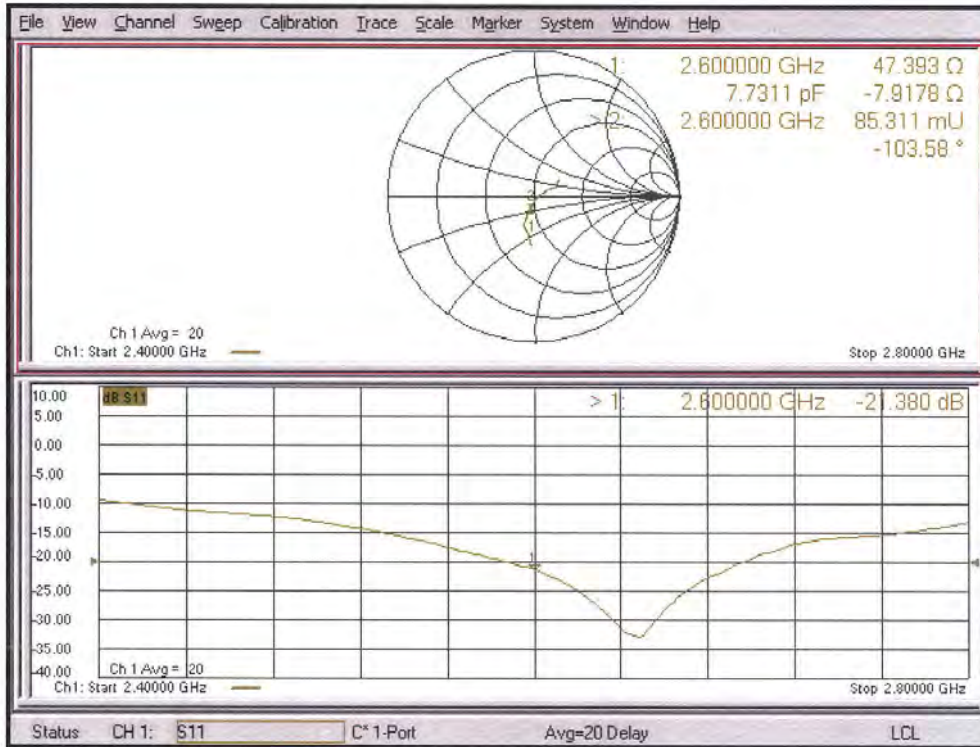 File View Channel Sweep Calibration Trace Scale Marker System Window Help
1: 2.600000 GHz 47.393 Ω
7.7311 pF -7.9178 Ω
> 2: 2.600000 GHz 85.311 mU
-103.58 °
1
Ch 1 Avg = 20
Ch1: Start 2.40000 GHz
Stop 2.80000 GHz
10.00 dB S11
> 1: 2.600000 GHz -21.380 dB
5.00
0.00
-5.00
-10.00
-15.00
-20.00
1
-25.00
-30.00
-35.00
-40.00
Ch 1 Avg = 20
Ch1: Start 2.40000 GHz
Stop 2.80000 GHz
Status CH 1: S11 C* 1-Port Avg=20 Delay LCL